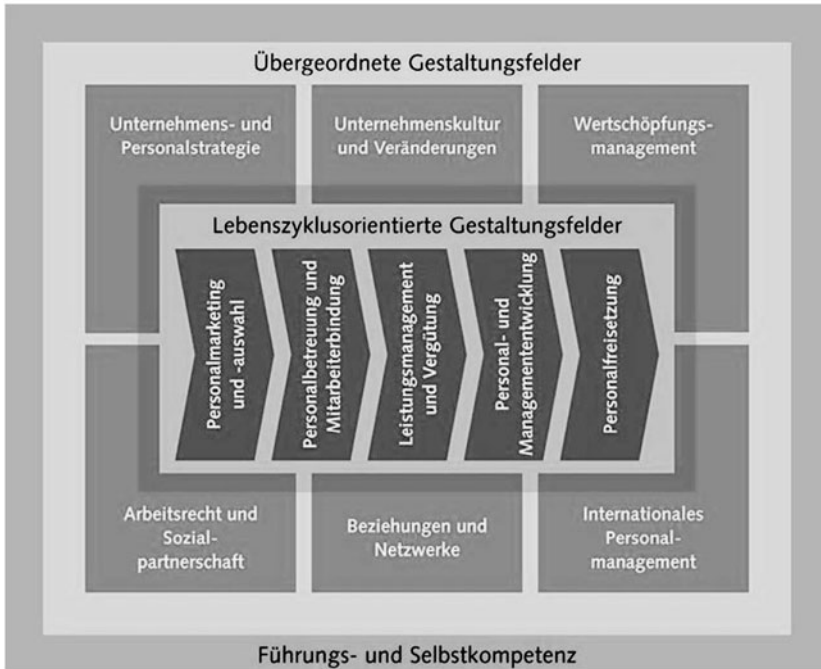 Übergeordnete Gestaltungsfelder
Unternehmens- und
Personalstrategie
Unternehmenskultur
und Veränderungen
Wertschöpfungs-
management
Lebenszyklusorientierte Gestaltungsfelder
Personalmarketing
und -auswahl
Personalbetreuung und
Mitarbeiterbindung
Leistungsmanagement
und Vergütung
Personal- und
Managemententwicklung
Personalfreisetzung
Arbeitsrecht und
Sozial-
partnerschaft
Beziehungen und
Netzwerke
Internationales
Personal-
management
Führungs- und Selbstkompetenz